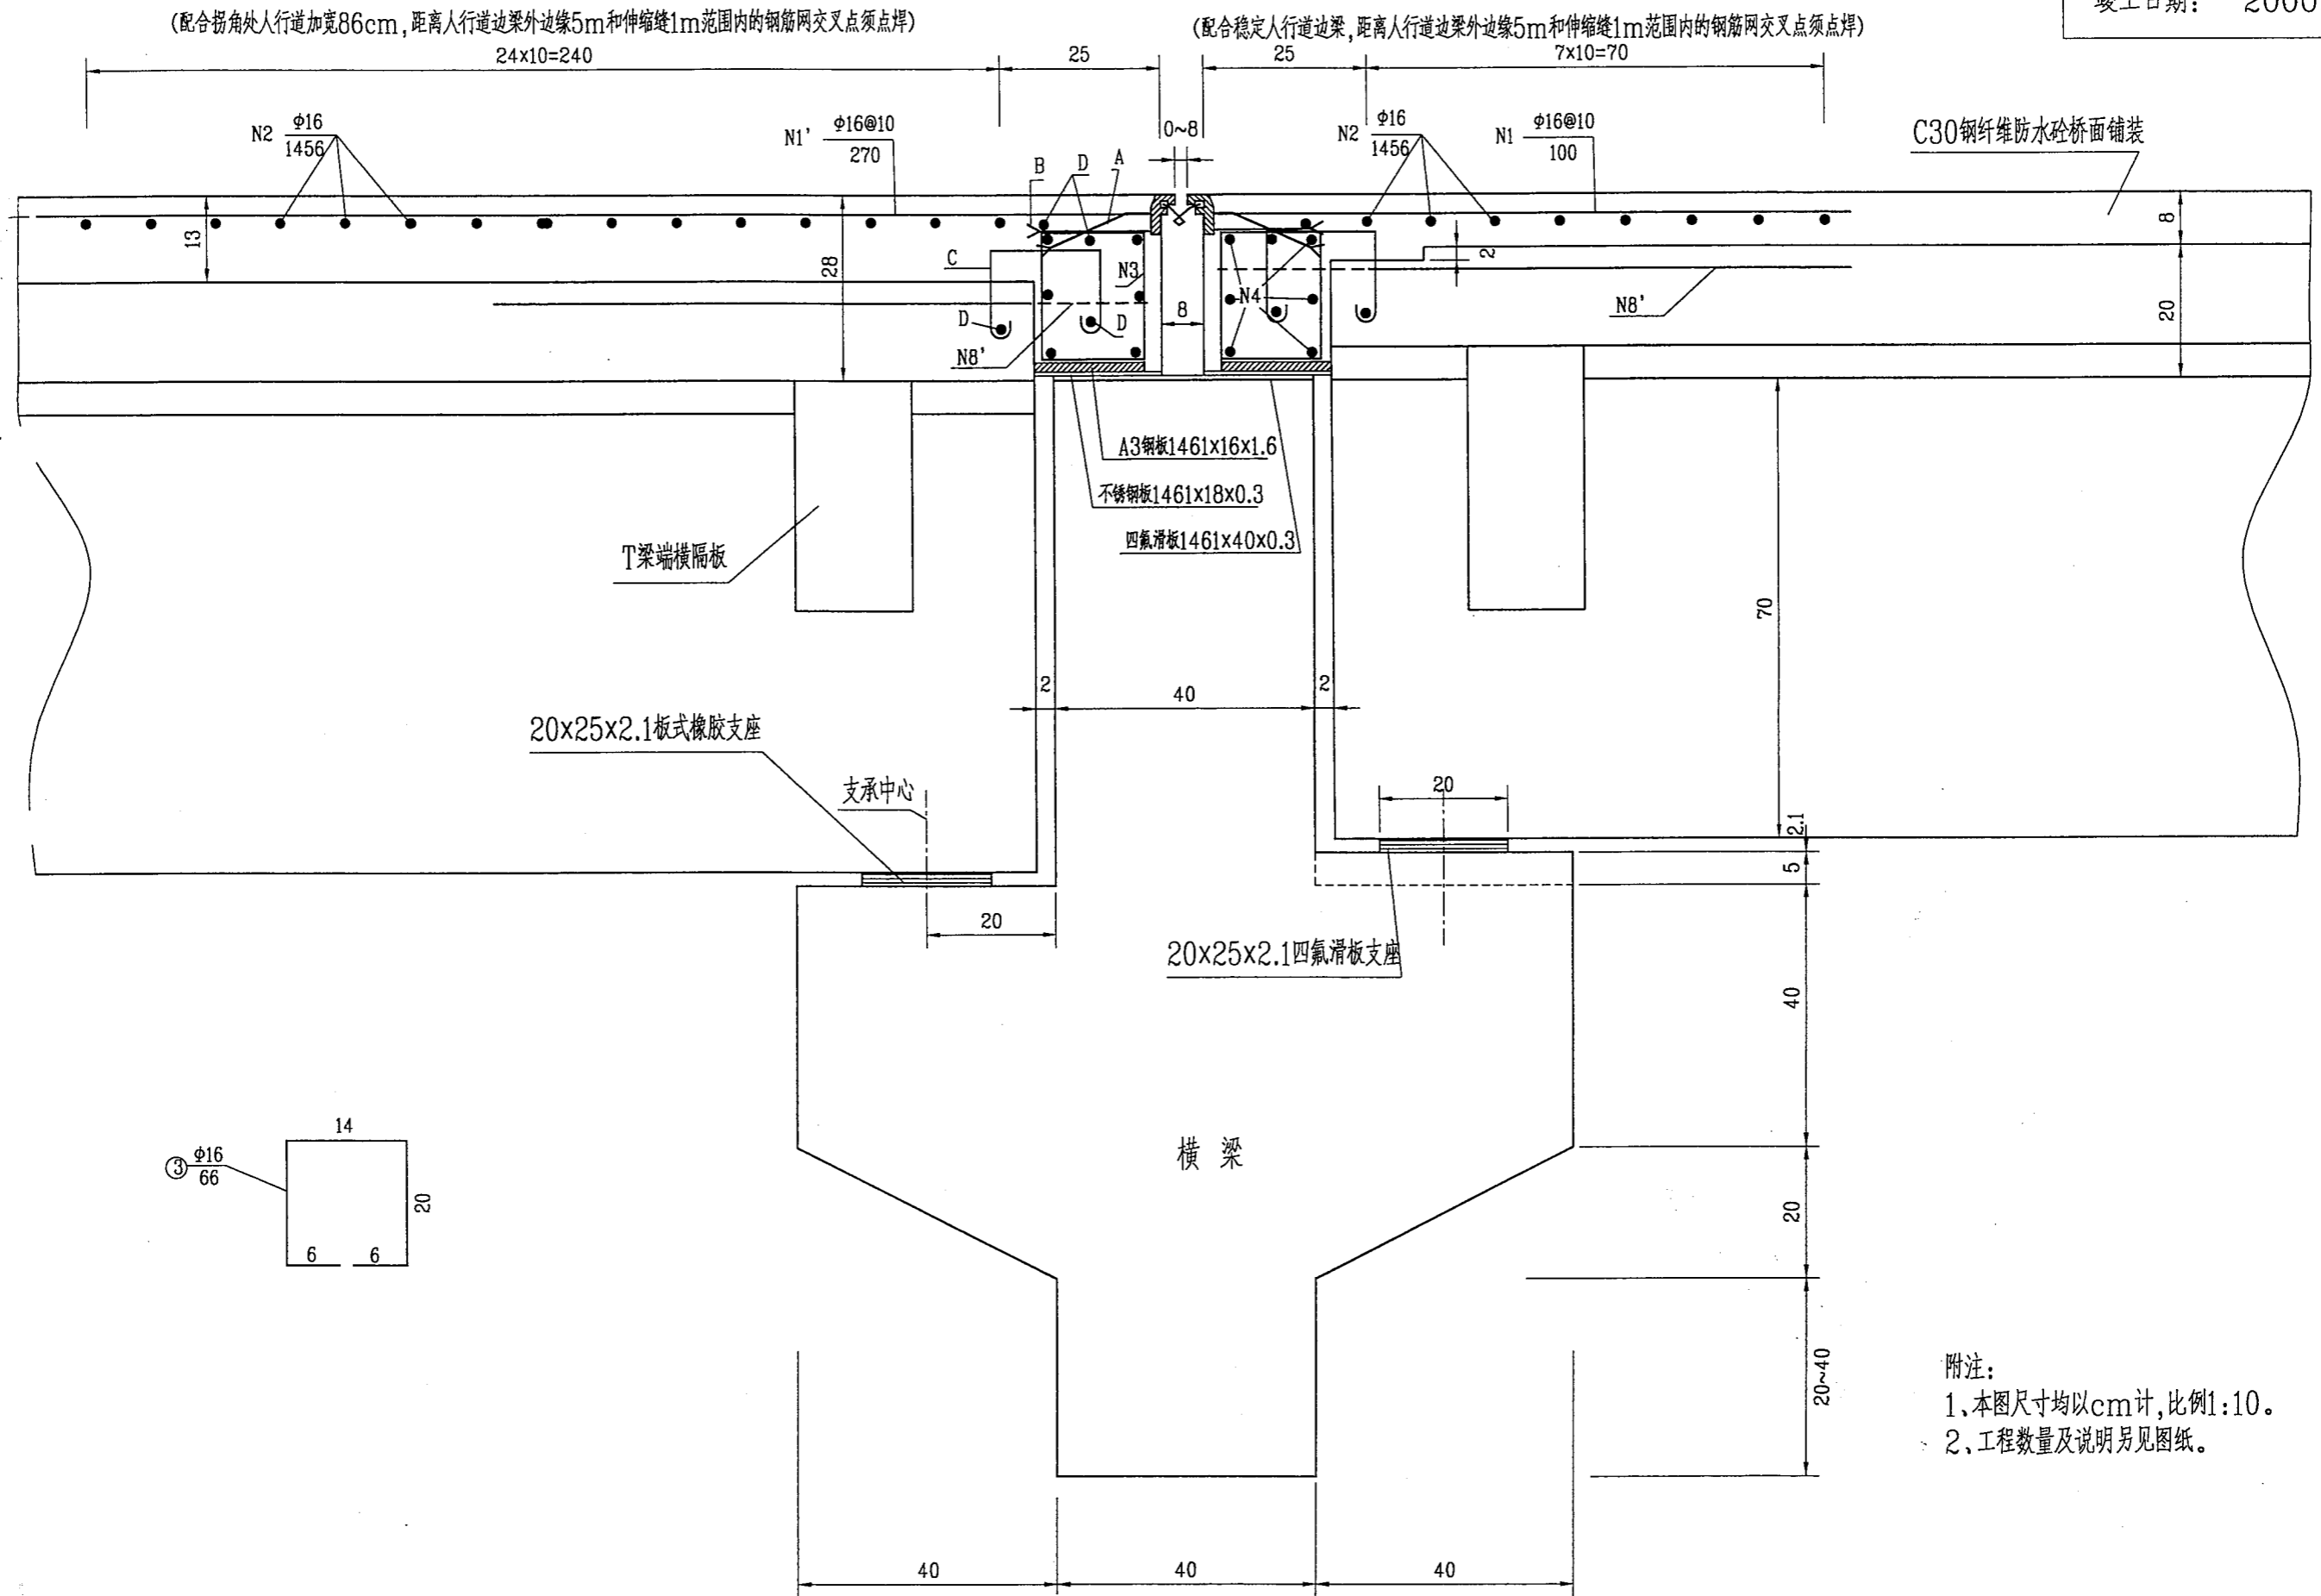 竣工日期： 2000
(配合拐角处人行道加宽86cm,距离人行道边梁外边缘5m和伸缩缝1m范围内的钢筋网交叉点须点焊)
(配合稳定人行道边梁,距离人行道边梁外边缘5m和伸缩缝1m范围内的钢筋网交叉点须点焊)
24x10=240
25
25
7x10=70
N2 φ16
1456
N1' φ16@10
270
0~8
N2 φ16
1456
N1 φ16@10
100
C30钢纤维防水砼桥面铺装
B
D
A
13
28
C
N3
D
D
N8'
8
N4
2
N8'
8
20
A3钢板1461x16x1.6
不锈钢板1461x18x0.3
四氟滑板1461x40x0.3
T梁端横隔板
70
2
40
2
20x25x2.1板式橡胶支座
支承中心
20
2.1
5
20
20x25x2.1四氟滑板支座
40
横 梁
14
③ φ16
66
20
6
6
20
20~40
附注:
1、本图尺寸均以cm计,比例1:10。
2、工程数量及说明另见图纸。
40
40
40